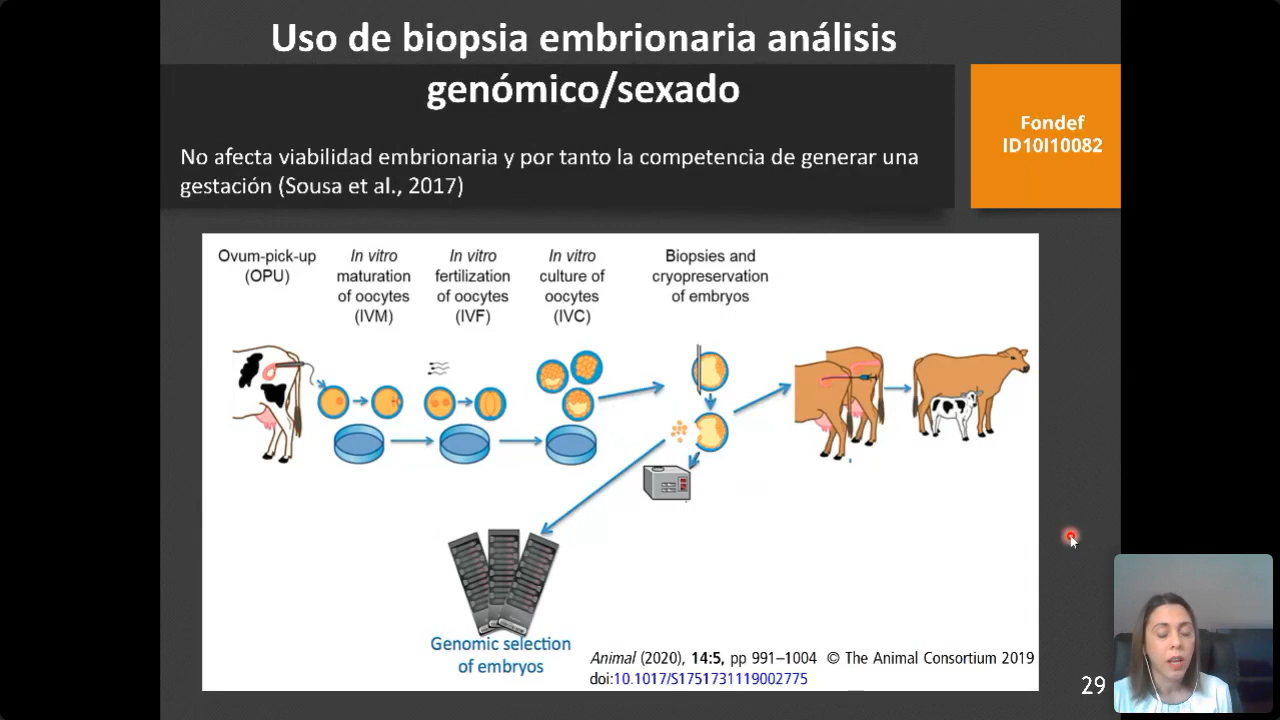 Uso de biopsia embrionaria análisis
genómico/sexado
No afecta viabilidad embrionaria y por tanto la competencia de generar una
gestación (Sousa et al., 2017)
Fondef
ID10I10082
Ovum-pick-up
(OPU)
In vitro
maturation
of oocytes
(IVM)
In vitro
fertilization
of oocytes
(IVF)
In vitro
culture of
oocytes
(IVC)
Biopsies and
cryopreservation
of embryos
Genomic selection
of embryos
Animal (2020), 14:5, pp 991–1004 © The Animal Consortium 2019
doi:10.1017/S1751731119002775
29